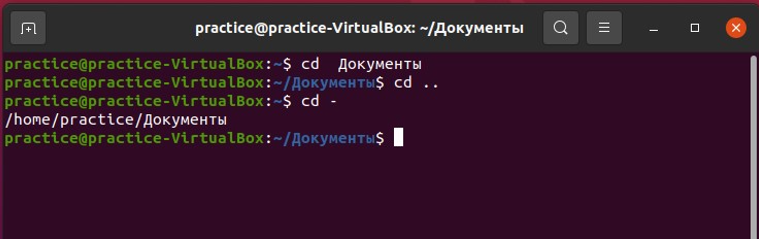 practice@practice-VirtualBox: ~/Документы
practice@practice-VirtualBox:~$ cd  Документы
practice@practice-VirtualBox:~/Документы$ cd ..
practice@practice-VirtualBox:~$ cd -
/home/practice/Документы
practice@practice-VirtualBox:~/Документы$